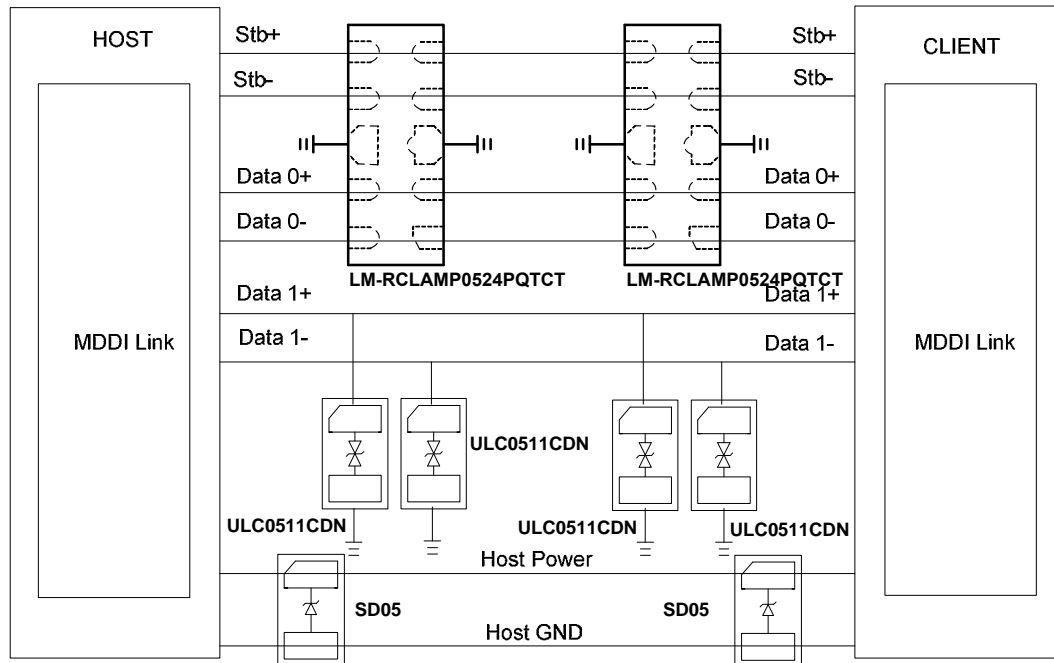 HOST
CLIENT
Stb+
Stb+
Stb-
Stb-
Data 0+
Data 0+
Data 0-
Data 0-
LM-RCLAMP0524PQTCT
LM-RCLAMP0524PQTCT
Data 1+
Data 1+
Data 1-
Data 1-
MDDI Link
MDDI Link
ULC0511CDN
ULC0511CDN
ULC0511CDN
ULC0511CDN
Host Power
SD05
SD05
Host GND